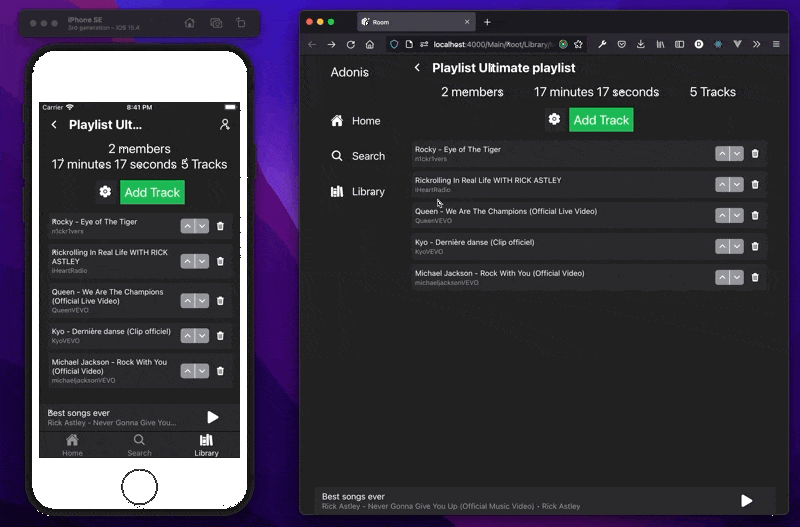 iPhone SE
3rd generation - iOS 15.4
Carrier
8:41 PM
Playlist Ult...
2 members
17 minutes 17 seconds 5 Tracks
Add Track
Rocky - Eye of The Tiger
n1ckr1vers
Rickrolling In Real Life WITH RICK
ASTLEY
iHeartRadio
Queen - We Are The Champions
(Official Live Video)
QueenVEVO
Kyo - Dernière danse (Clip officiel)
KyoVEVO
Michael Jackson - Rock With You
(Official Video)
michaeljacksonVEVO
Best songs ever
Rick Astley - Never Gonna Give You...
Home
Search
Library
Room
localhost:4000/Main/Root/Library/
Adonis
Home
Search
Library
Playlist Ultimate playlist
2 members
17 minutes 17 seconds
5 Tracks
Add Track
Rocky - Eye of The Tiger
n1ckr1vers
Rickrolling In Real Life WITH RICK ASTLEY
iHeartRadio
Queen - We Are The Champions (Official Live Video)
QueenVEVO
Kyo - Dernière danse (Clip officiel)
KyoVEVO
Michael Jackson - Rock With You (Official Video)
michaeljacksonVEVO
Best songs ever
Rick Astley - Never Gonna Give You Up (Official Music Video) • Rick Astley